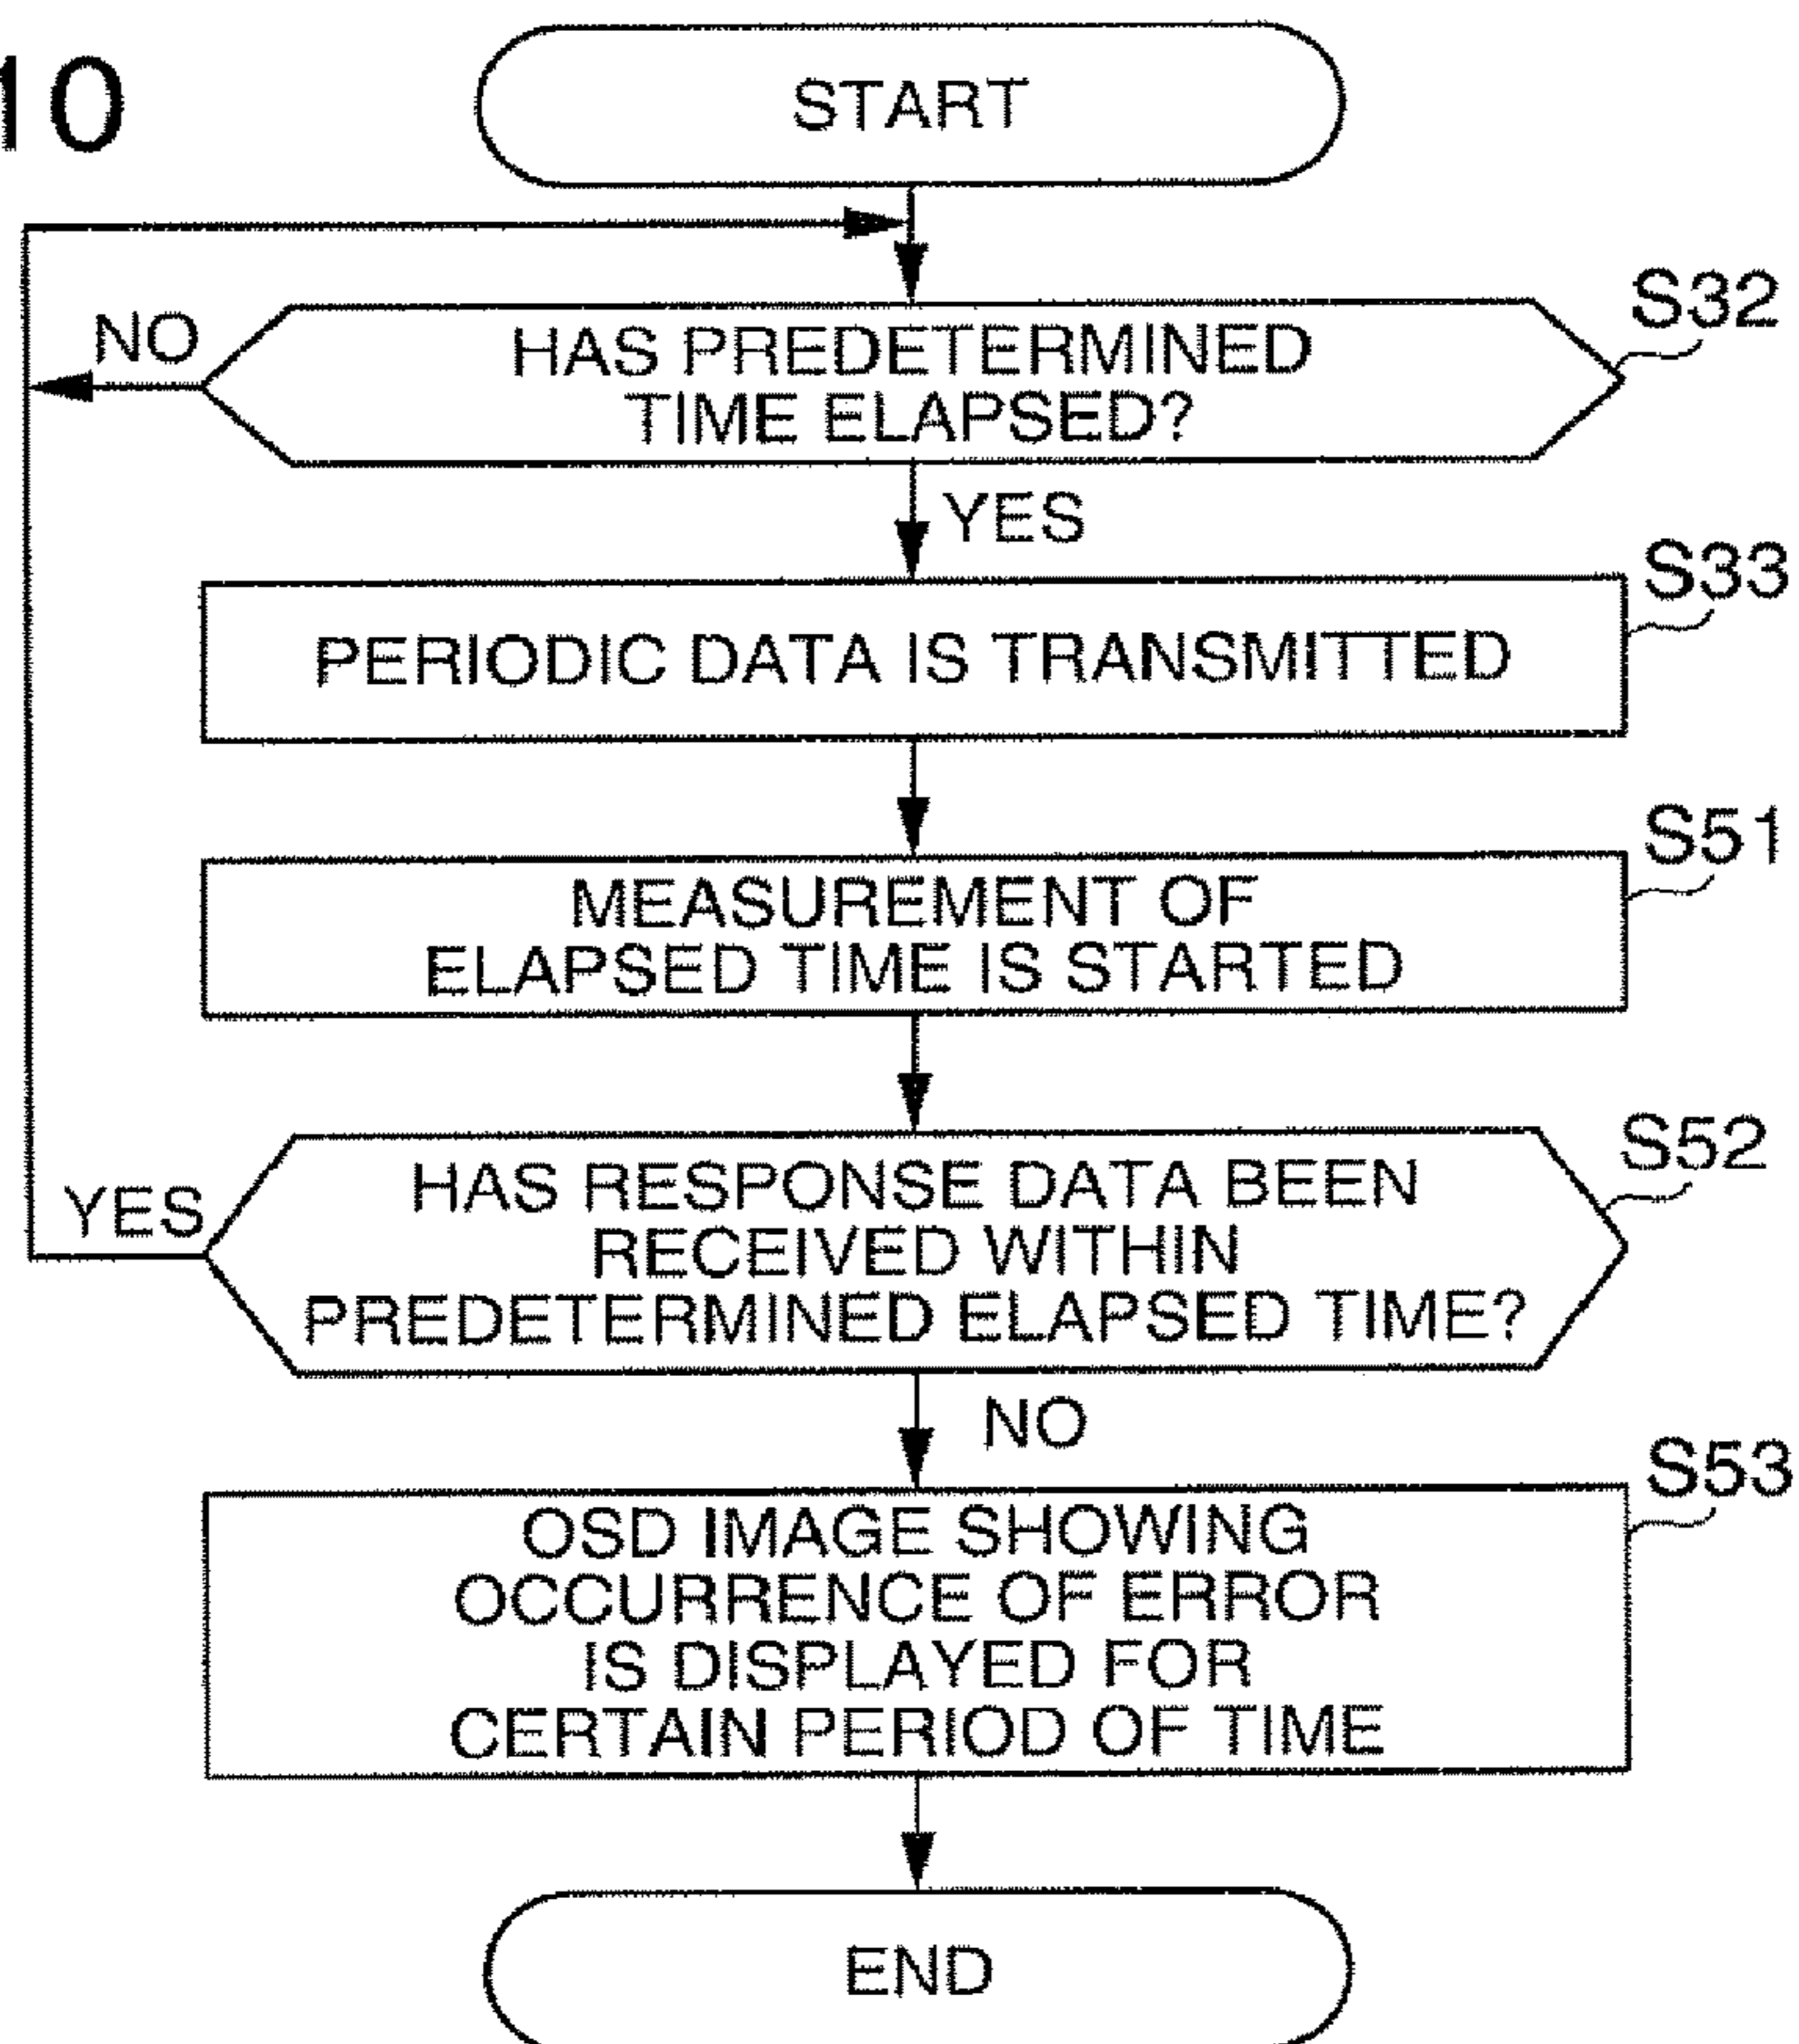 10
START
NO
HAS PREDETERMINED
TIME ELAPSED?
S32
YES
S33
PERIODIC DATA IS TRANSMITTED
S51
MEASUREMENT OF
ELAPSED TIME IS STARTED
S52
YES
HAS RESPONSE DATA BEEN
RECEIVED WITHIN
PREDETERMINED ELAPSED TIME?
NO
S53
OSD IMAGE SHOWING
OCCURRENCE OF ERROR
IS DISPLAYED FOR
CERTAIN PERIOD OF TIME
END